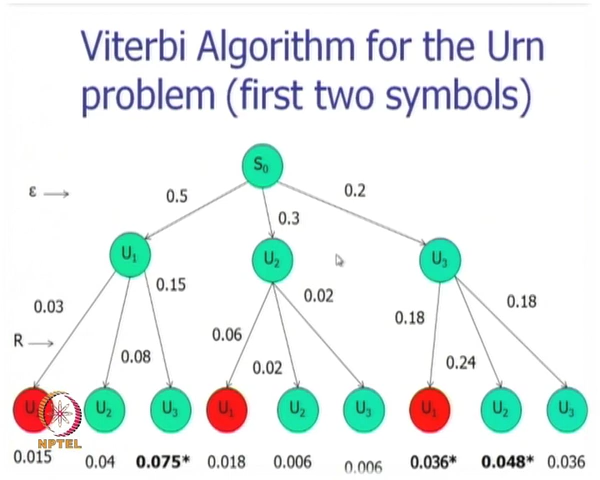 Viterbi Algorithm for the Urn
problem (first two symbols)
S₀
ε →
0.5
0.3
0.2
U₁
U₂
U₃
0.03
0.08
0.15
0.06
0.02
0.02
0.18
0.24
0.18
R →
U
U₂
U₃
U₁
U₂
U₃
U₁
U₂
U₃
NPTEL
0.015
0.04
0.075*
0.018
0.006
0.006
0.036*
0.048*
0.036